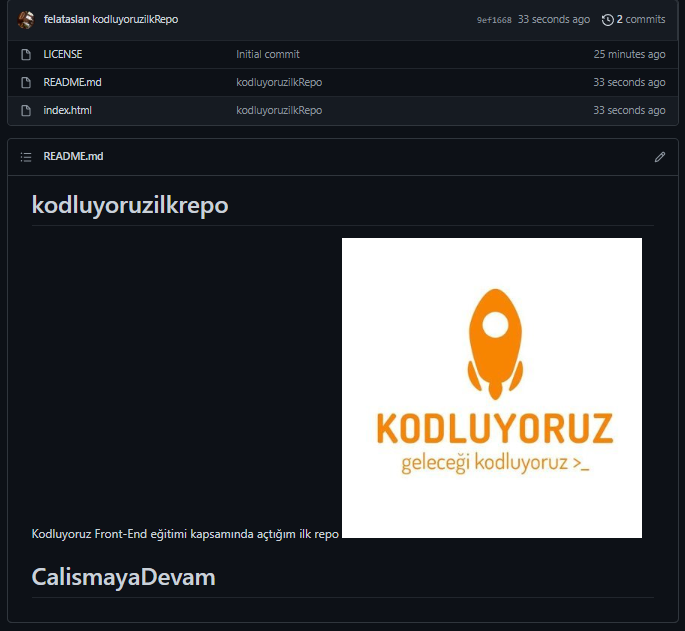 felataslan kodluyoruzilkRepo 9ef1668 33 seconds ago 2 commits
LICENSE Initial commit 25 minutes ago
README.md kodluyoruzilkRepo 33 seconds ago
index.html kodluyoruzilkRepo 33 seconds ago
README.md
kodluyoruzilkrepo
KODLUYORUZ
geleceği kodluyoruz >_
Kodluyoruz Front-End eğitimi kapsamında açtığım ilk repo
CalismayaDevam